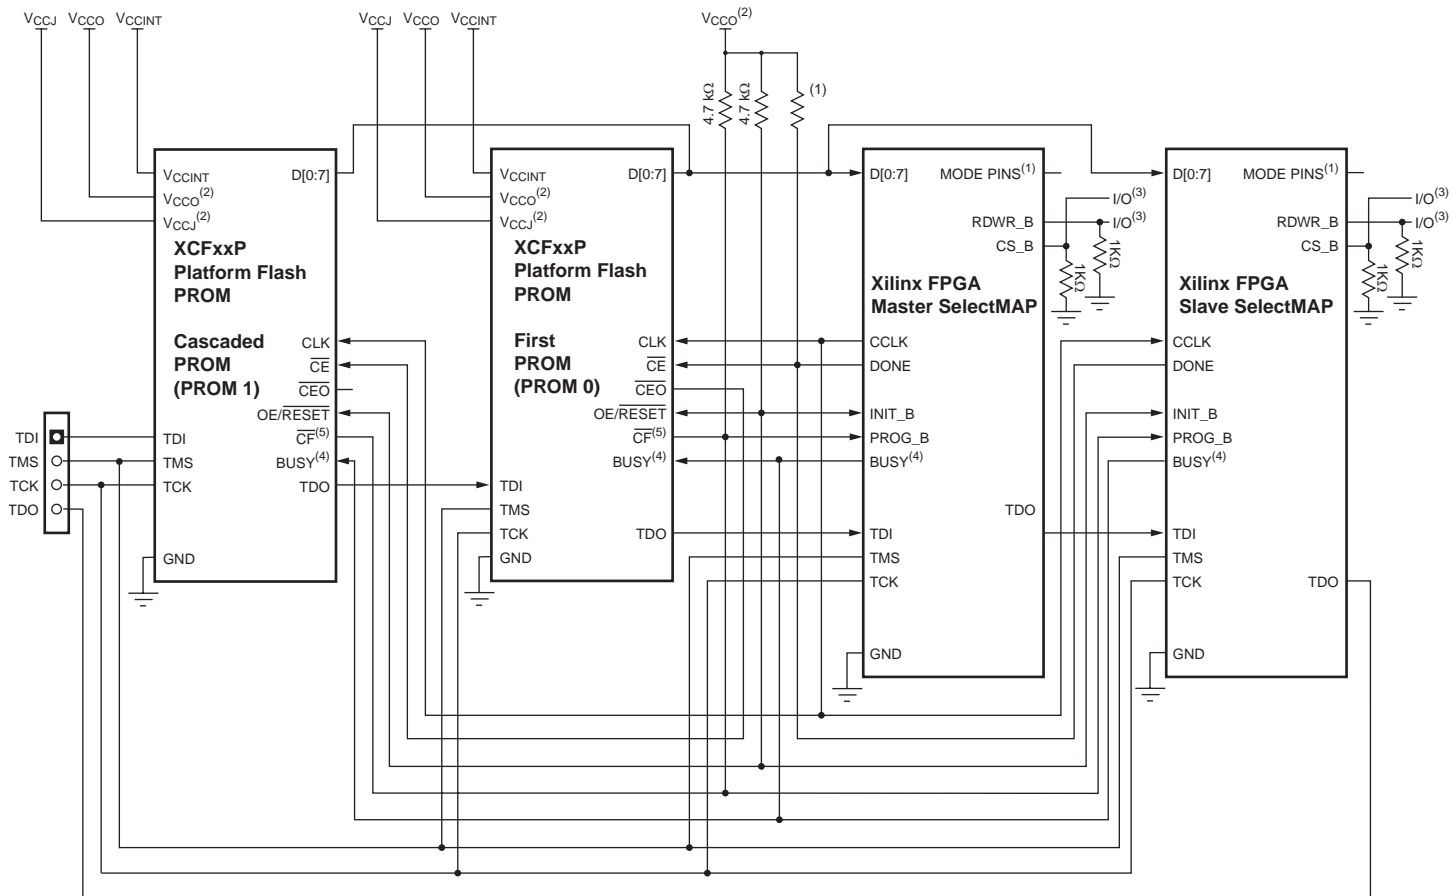 VCCJ VCCO VCCINT
VCCJ VCCO VCCINT
VCCO(2)
4.7 kΩ
4.7 kΩ
(1)
VCCINT
VCCO(2)
VCCJ(2)
D[0:7]
XCFxxP
Platform Flash
PROM
Cascaded
PROM
(PROM 1)
CLK
CE
CEO
OE/RESET
CF(5)
BUSY(4)
TDO
TDI
TMS
TCK
GND
TDI
TMS
TCK
TDO
VCCINT
VCCO(2)
VCCJ(2)
D[0:7]
XCFxxP
Platform Flash
PROM
First
PROM
(PROM 0)
CLK
CE
CEO
OE/RESET
CF(5)
BUSY(4)
TDI
TMS
TCK
TDO
GND
D[0:7]
MODE PINS(1)
RDWR_B
CS_B
I/O(3)
I/O(3)
1KΩ
1KΩ
Xilinx FPGA
Master SelectMAP
CCLK
DONE
INIT_B
PROG_B
BUSY(4)
TDO
TDI
TMS
TCK
GND
D[0:7]
MODE PINS(1)
RDWR_B
CS_B
I/O(3)
I/O(3)
1KΩ
1KΩ
Xilinx FPGA
Slave SelectMAP
CCLK
DONE
INIT_B
PROG_B
BUSY(4)
TDI
TMS
TCK
TDO
GND